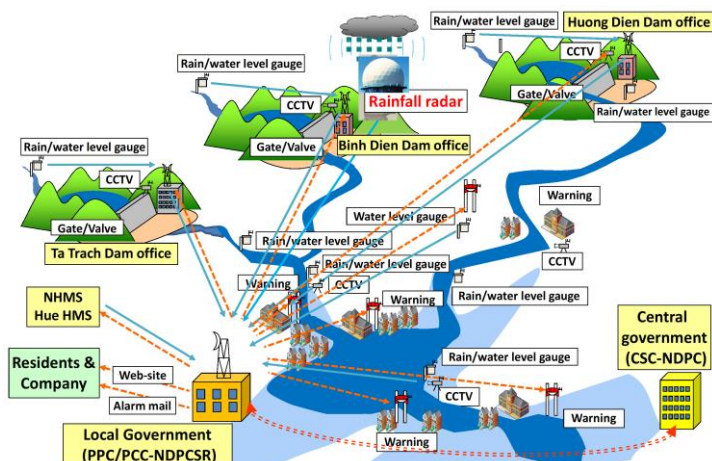 Huong Dien Dam office
Rain/water level gauge
CCTV
Rain/water level gauge
CCTV
Rainfall radar
Gate/Valve
Rain/water level gauge
Gate/Valve
Binh Dien Dam office
Rain/water level gauge
CCTV
Gate/Valve
Ta Trach Dam office
Warning
Water level gauge
Rain/water level gauge
CCTV
Rain/water level gauge
Warning
CCTV
NHMS
Hue HMS
Warning
Rain/water level gauge
Central
government
(CSC-NDPC)
Residents &
Company
Web-site
Alarm mail
Rain/water level gauge
CCTV
Warning
Warning
Local Government
(PPC/PCC-NDPCSR)